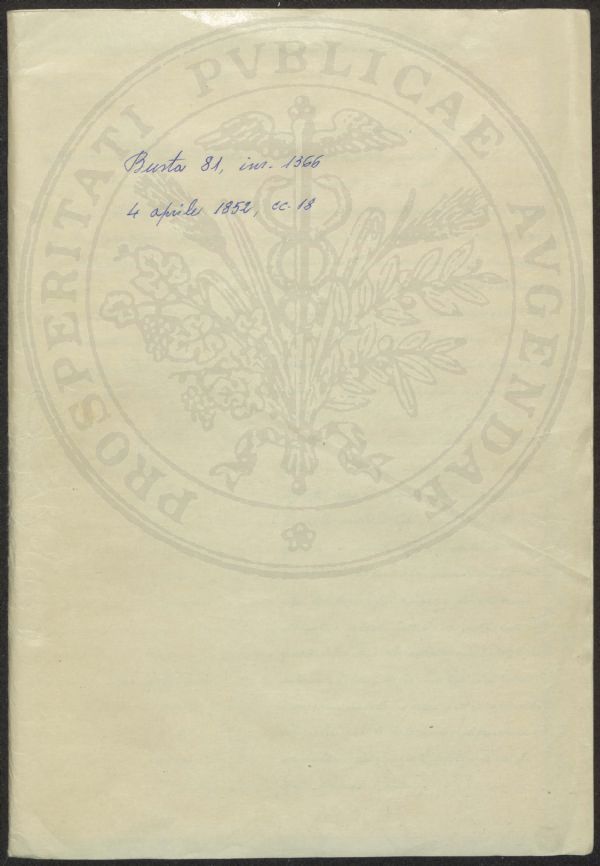 Busta 81, ins. 1366
4 aprile 1852, cc. 18
PROSPERITATI PVBLICAE AVGENDAE